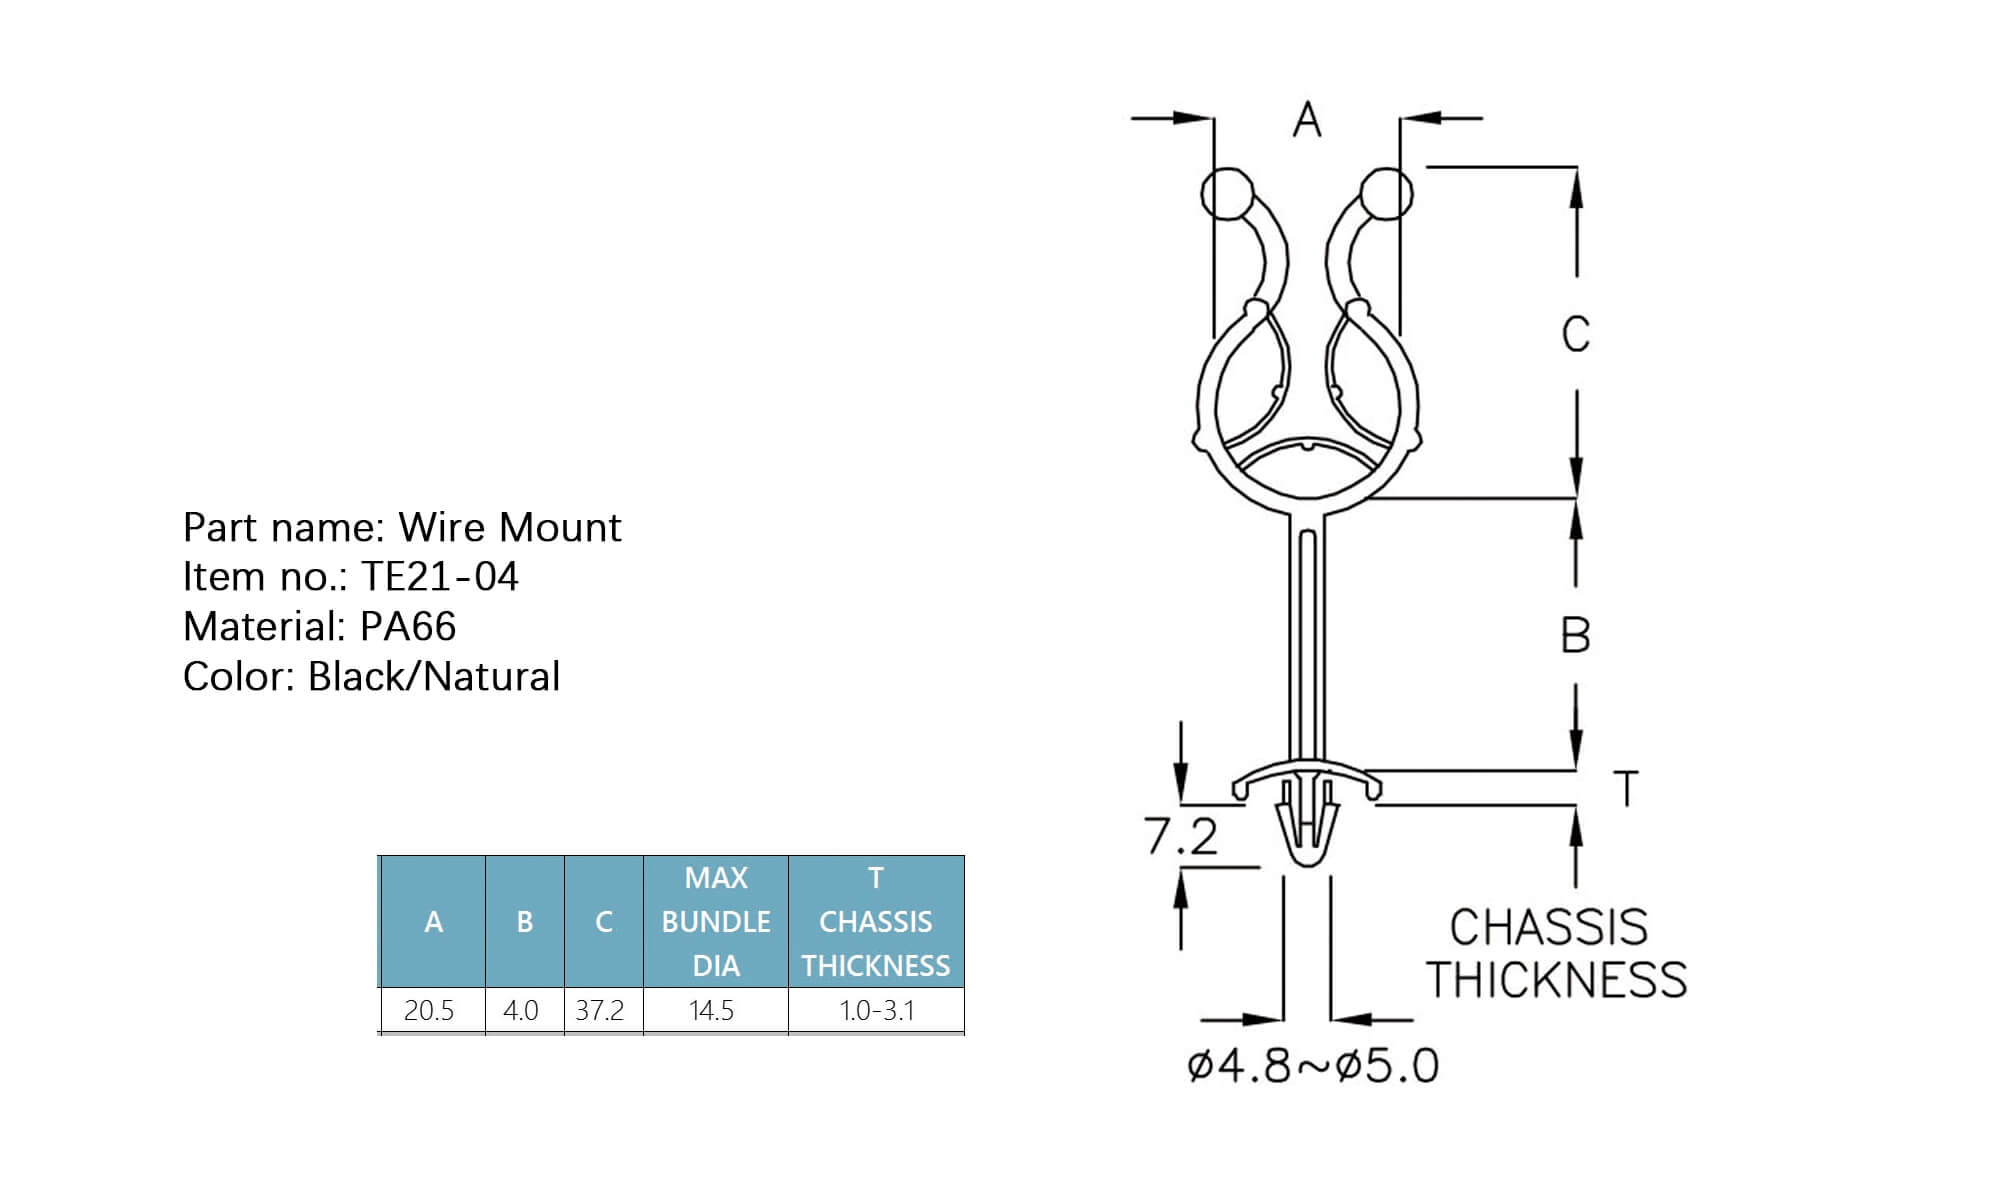 Part name: Wire Mount
Item no.: TE21-04
Material: PA66
Color: Black/Natural
A B C MAX BUNDLE DIA T CHASSIS THICKNESS
20.5 4.0 37.2 14.5 1.0-3.1
A
C
B
T
7.2
CHASSIS
THICKNESS
ø4.8~ø5.0